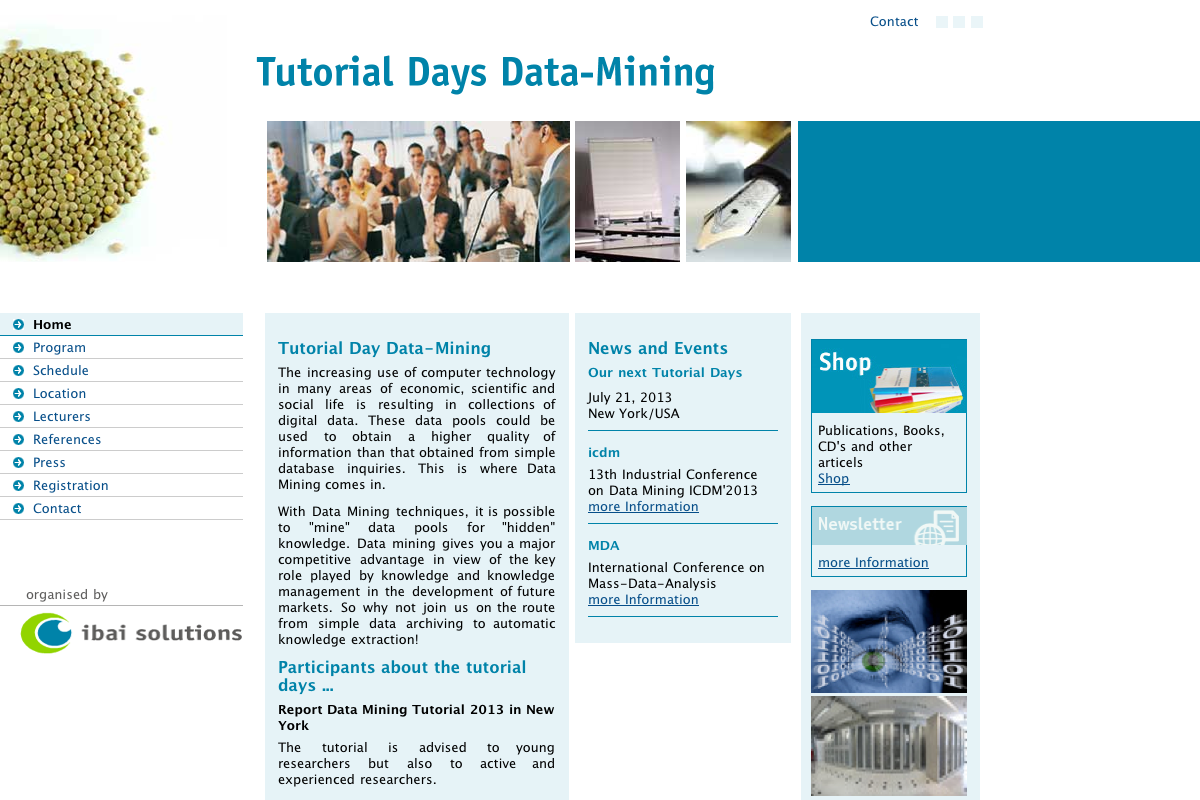 Contact
Tutorial Days Data-Mining
Home
Program
Schedule
Location
Lecturers
References
Press
Registration
Contact
organised by
ibai solutions
Tutorial Day Data-Mining
The increasing use of computer technology
in many areas of economic, scientific and
social life is resulting in collections of
digital data. These data pools could be
used to obtain a higher quality of
information than that obtained from simple
database inquiries. This is where Data
Mining comes in.
With Data Mining techniques, it is possible
to "mine" data pools for "hidden"
knowledge. Data mining gives you a major
competitive advantage in view of the key
role played by knowledge and knowledge
management in the development of future
markets. So why not join us on the route
from simple data archiving to automatic
knowledge extraction!
Participants about the tutorial
days ...
Report Data Mining Tutorial 2013 in New
York
The tutorial is advised to young
researchers but also to active and
experienced researchers.
News and Events
Our next Tutorial Days
July 21, 2013
New York/USA
icdm
13th Industrial Conference
on Data Mining ICDM'2013
more Information
MDA
International Conference on
Mass-Data-Analysis
more Information
Shop
Publications, Books,
CD's and other
articels
Shop
Newsletter
more Information